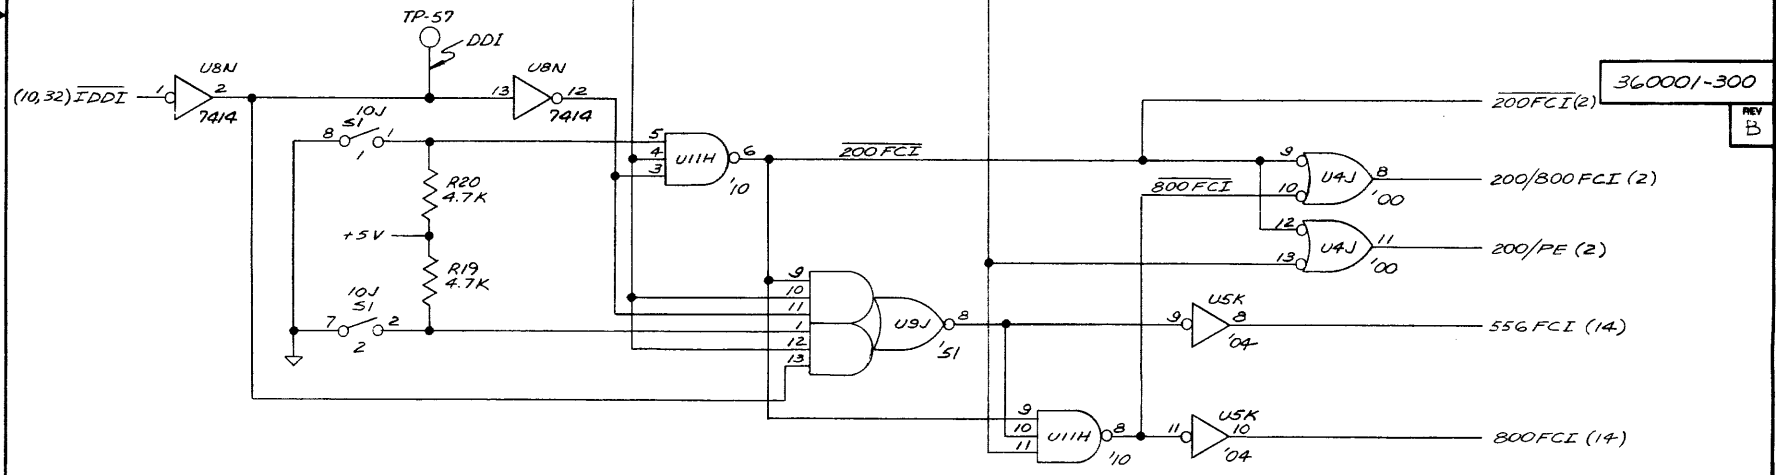 TP-57
DDI
(10,32) IDDI
1
U8N
2
7414
13
U8N
12
7414
8
10J
S1
1
1
R20
4.7K
+5V
R19
4.7K
7
10J
S1
2
2
5
4
3
U11H
6
'10
200FCI
9
10
11
1
12
13
U9J
8
'51
9
10
11
U11H
8
'10
800FCI
9
10
U4J
8
'00
12
13
U4J
11
'00
9
U5K
8
'04
11
U5K
10
'04
200FCI(2)
200/800FCI (2)
200/PE (2)
556FCI (14)
800FCI (14)
360001-300
REV
B